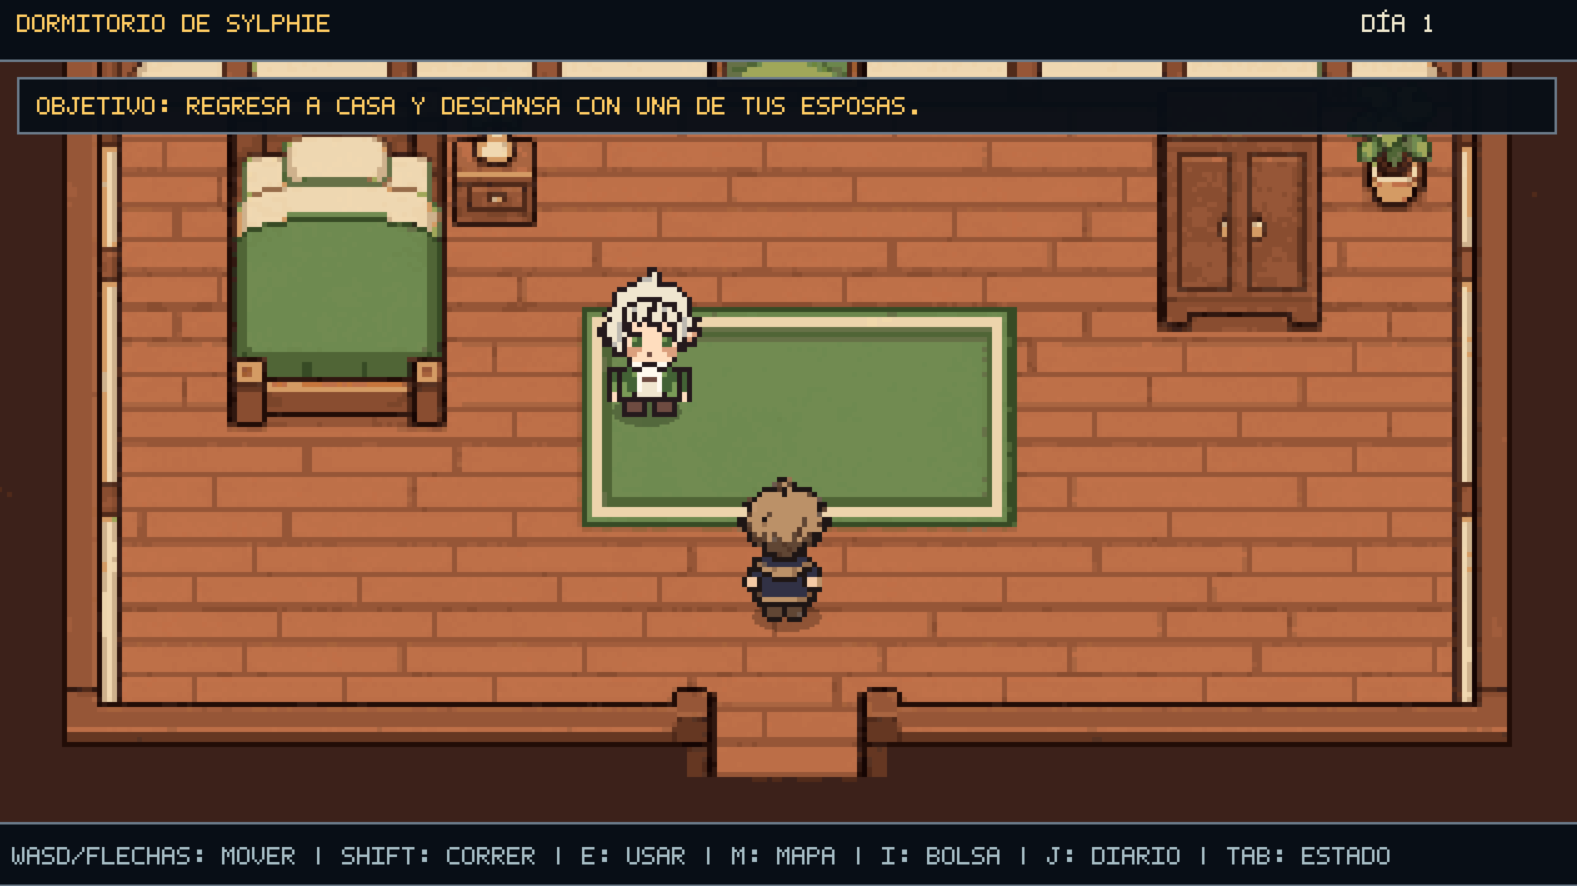 DORMITORIO DE SYLPHIE
DÍA 1
OBJETIVO: REGRESA A CASA Y DESCANSA CON UNA DE TUS ESPOSAS.
WASD/FLECHAS: MOVER | SHIFT: CORRER | E: USAR | M: MAPA | I: BOLSA | J: DIARIO | TAB: ESTADO